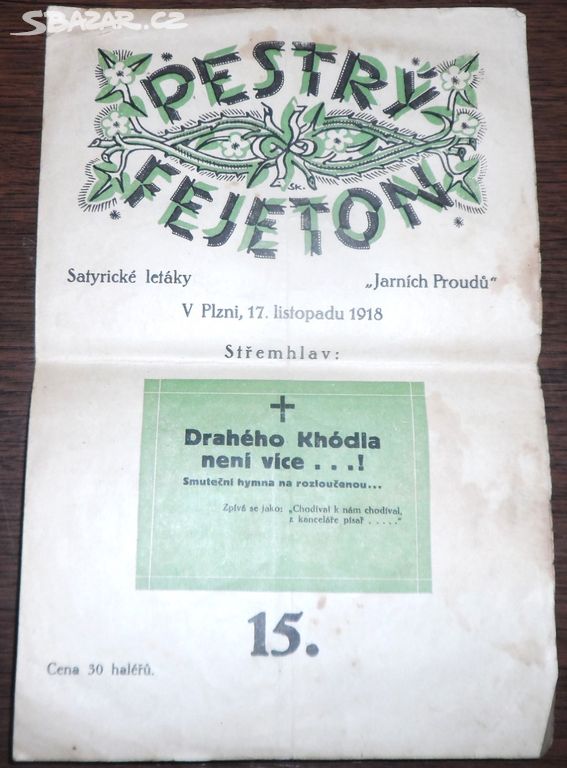 SBAZAR.CZ
PESTRÝ
FEJETON
SK.
Satyrické letáky „Jarních Proudů“
V Plzni, 17. listopadu 1918
Střemhlav:
+
Drahého Khódla
není více . . .!
Smuteční hymna na rozloučenou...
Zpívá se jako: „Chodíval k nám chodíval,
z kanceláře písař . . . . .“
15.
Cena 30 haléřů.